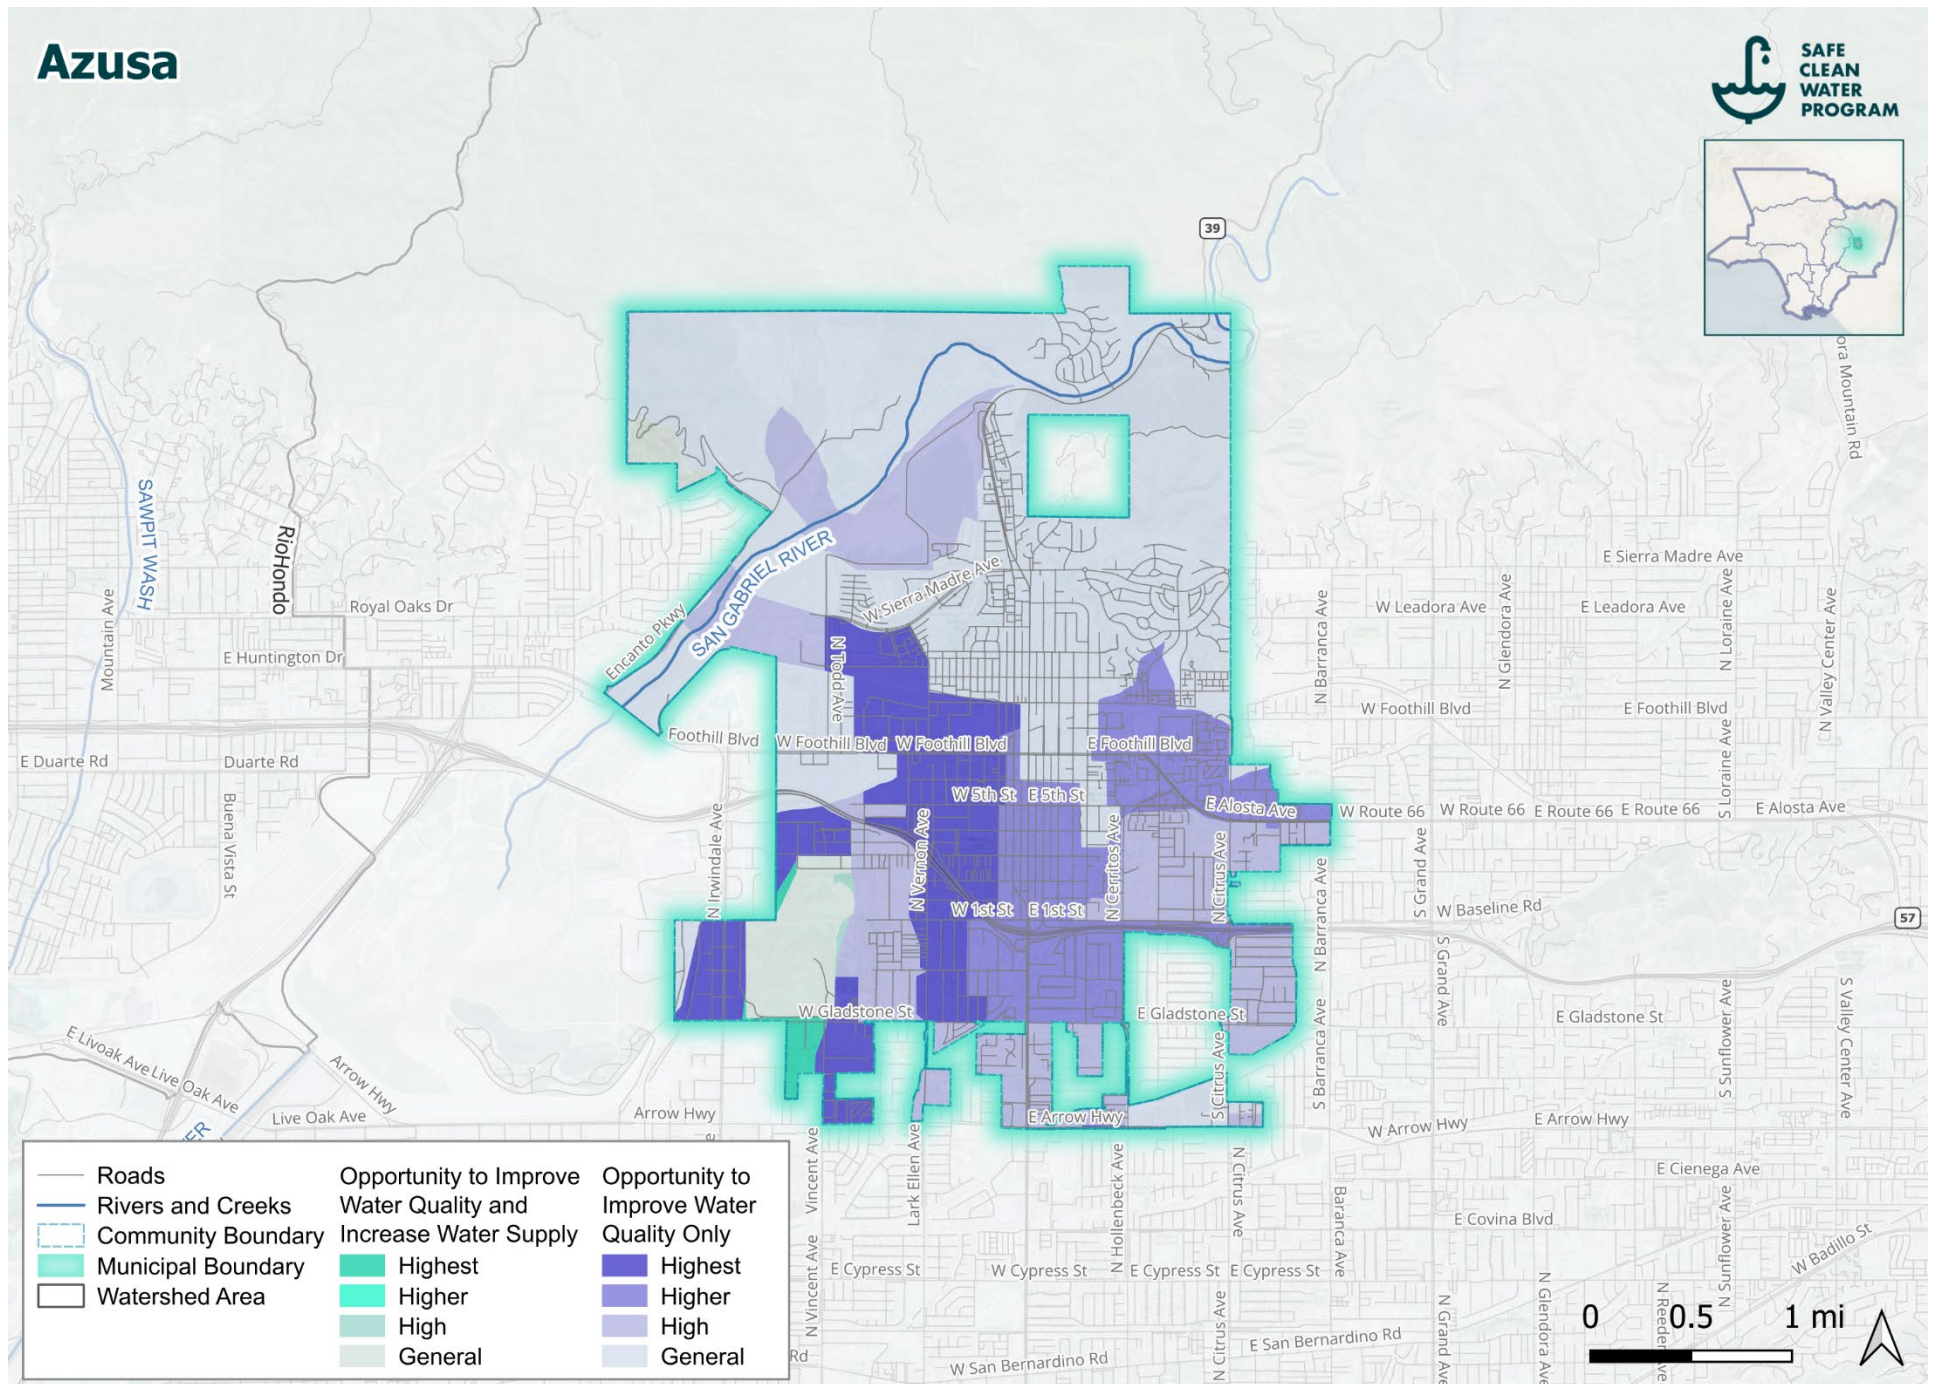 Azusa
SAFE
CLEAN
WATER
PROGRAM
39
ora Mountain Rd
SAWPIT WASH
RioHondo
Mountain Ave
Royal Oaks Dr
E Huntington Dr
Encanto Pkwy
SAN GABRIEL RIVER
W Sierra Madre Ave
E Sierra Madre Ave
W Leadora Ave
E Leadora Ave
N Barranca Ave
N Glendora Ave
N Loraine Ave
N Valley Center Ave
N Todd Ave
Foothill Blvd
W Foothill Blvd
W Foothill Blvd
E Foothill Blvd
W Foothill Blvd
E Foothill Blvd
E Duarte Rd
Duarte Rd
Buena Vista St
N Irwindale Ave
W 5th St
E 5th St
E Alosta Ave
W Route 66
W Route 66
E Route 66
E Route 66
E Alosta Ave
S Loraine Ave
N Vernon Ave
N Cerritos Ave
N Citrus Ave
N Barranca Ave
S Grand Ave
W 1st St
E 1st St
W Baseline Rd
57
S Grand Ave
W Gladstone St
E Gladstone St
E Gladstone St
S Barranca Ave
S Sunflower Ave
S Valley Center Ave
S Citrus Ave
E Livoak Ave
Live Oak Ave
Arrow Hwy
Live Oak Ave
Arrow Hwy
E Arrow Hwy
W Arrow Hwy
E Arrow Hwy
ER
Vincent Ave
Lark Ellen Ave
N Hollenbeck Ave
N Citrus Ave
Baranca Ave
E Cienega Ave
E Covina Blvd
N Sunflower Ave
W Badillo St
N Vincent Ave
E Cypress St
W Cypress St
E Cypress St
E Cypress St
N Citrus Ave
N Grand Ave
N Glendora Ave
N Reeder Ave
Rd
W San Bernardino Rd
E San Bernardino Rd
0 0.5 1 mi
Roads
Rivers and Creeks
Community Boundary
Municipal Boundary
Watershed Area
Opportunity to Improve
Water Quality and
Increase Water Supply
Highest
Higher
High
General
Opportunity to
Improve Water
Quality Only
Highest
Higher
High
General